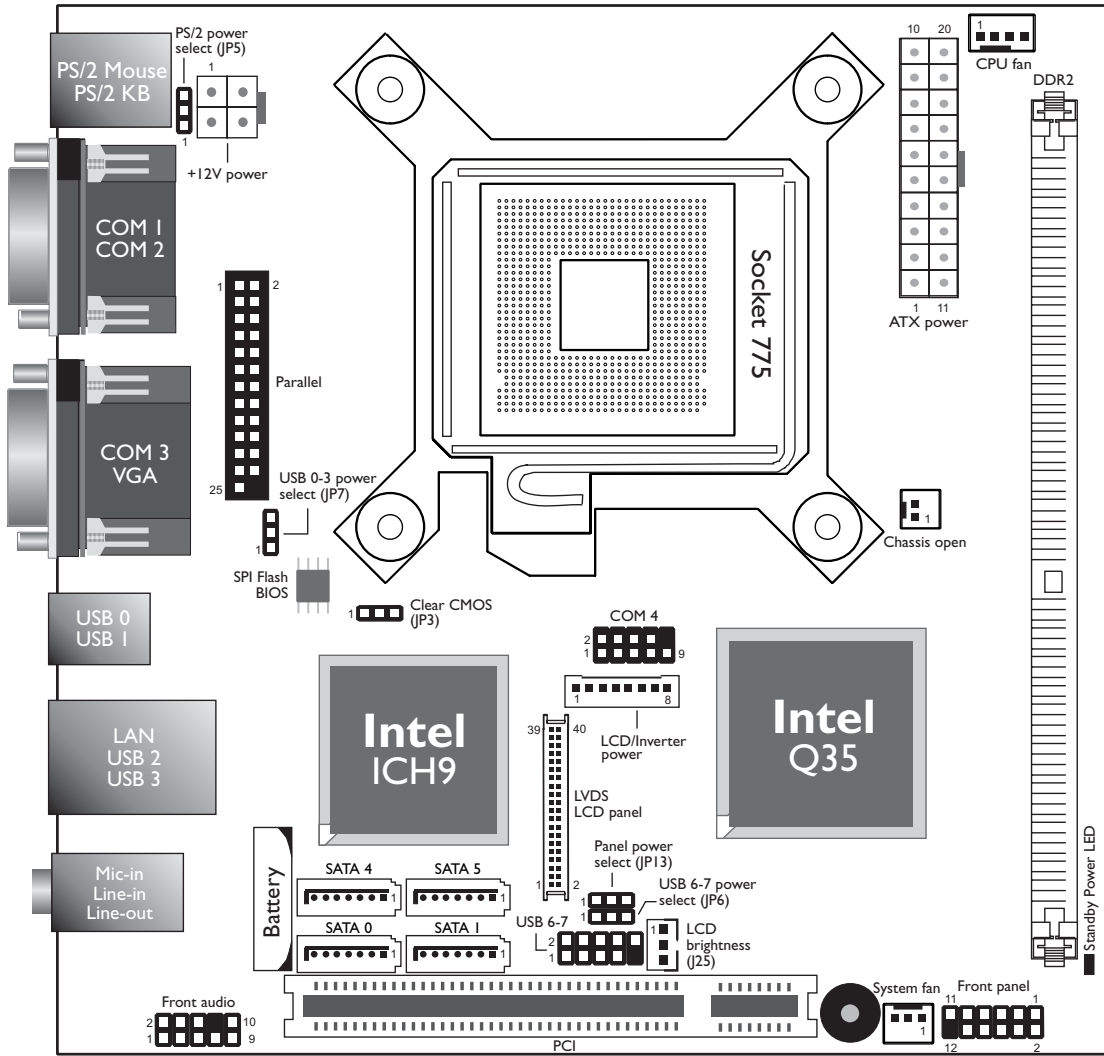 PS/2 power
select (JP5)
1
1
PS/2 Mouse
PS/2 KB
+12V power
10 20
1 11
ATX power
1
CPU fan
DDR2
COM 1
COM 2
1 2
25
Parallel
Socket 775
COM 3
VGA
USB 0-3 power
select (JP7)
1
SPI Flash
BIOS
1
Chassis open
1
Clear CMOS
(JP3)
USB 0
USB 1
COM 4
2
1 9
1 8
LCD/Inverter
power
Intel
ICH9
Intel
Q35
39 40
1 2
LVDS
LCD panel
LAN
USB 2
USB 3
Mic-in
Line-in
Line-out
Battery
SATA 4
1
SATA 5
1
SATA 0
1
SATA 1
1
Panel power
select (JP13)
1
USB 6-7 power
select (JP6)
1
USB 6-7
2
1
1
LCD
brightness
(J25)
Standby Power LED
Front audio
2 10
1 9
PCI
System fan
1
Front panel
11 1
12 2